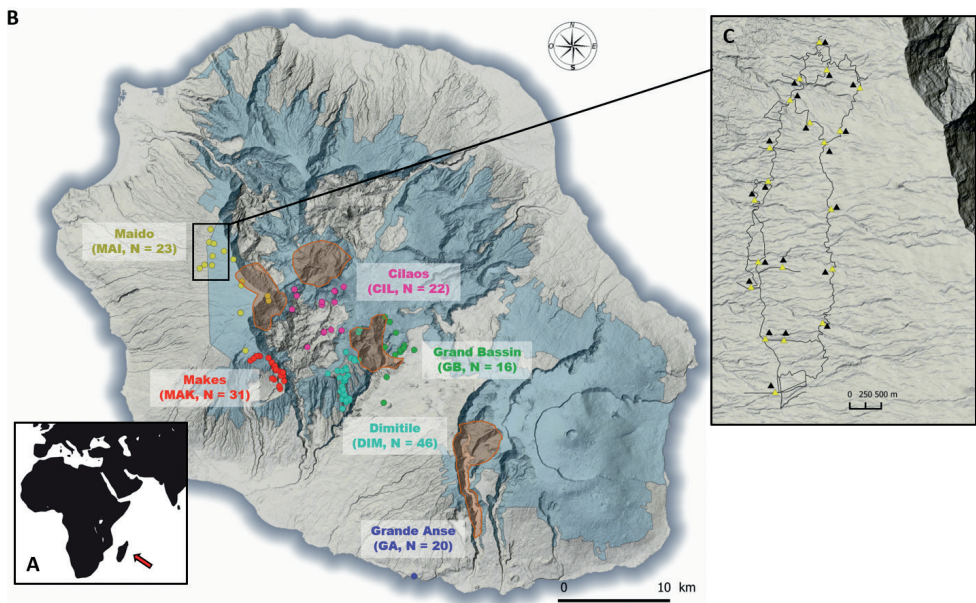 B
N
O
E
S
C
Maido
(MAI, N = 23)
Cilaos
(CIL, N = 22)
Grand Bassin
(GB, N = 16)
Makes
(MAK, N = 31)
Dimitile
(DIM, N = 46)
Grande Anse
(GA, N = 20)
A
0 10 km
0 250 500 m